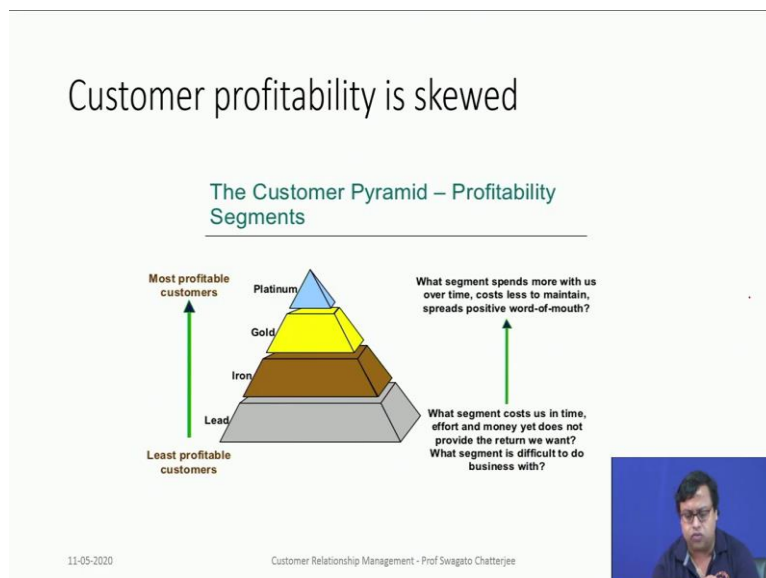 Customer profitability is skewed
The Customer Pyramid – Profitability
Segments
Most profitable
customers
Platinum
Gold
Iron
Lead
Least profitable
customers
What segment spends more with us
over time, costs less to maintain,
spreads positive word-of-mouth?
What segment costs us in time,
effort and money yet does not
provide the return we want?
What segment is difficult to do
business with?
11-05-2020
Customer Relationship Management - Prof Swagato Chatterjee